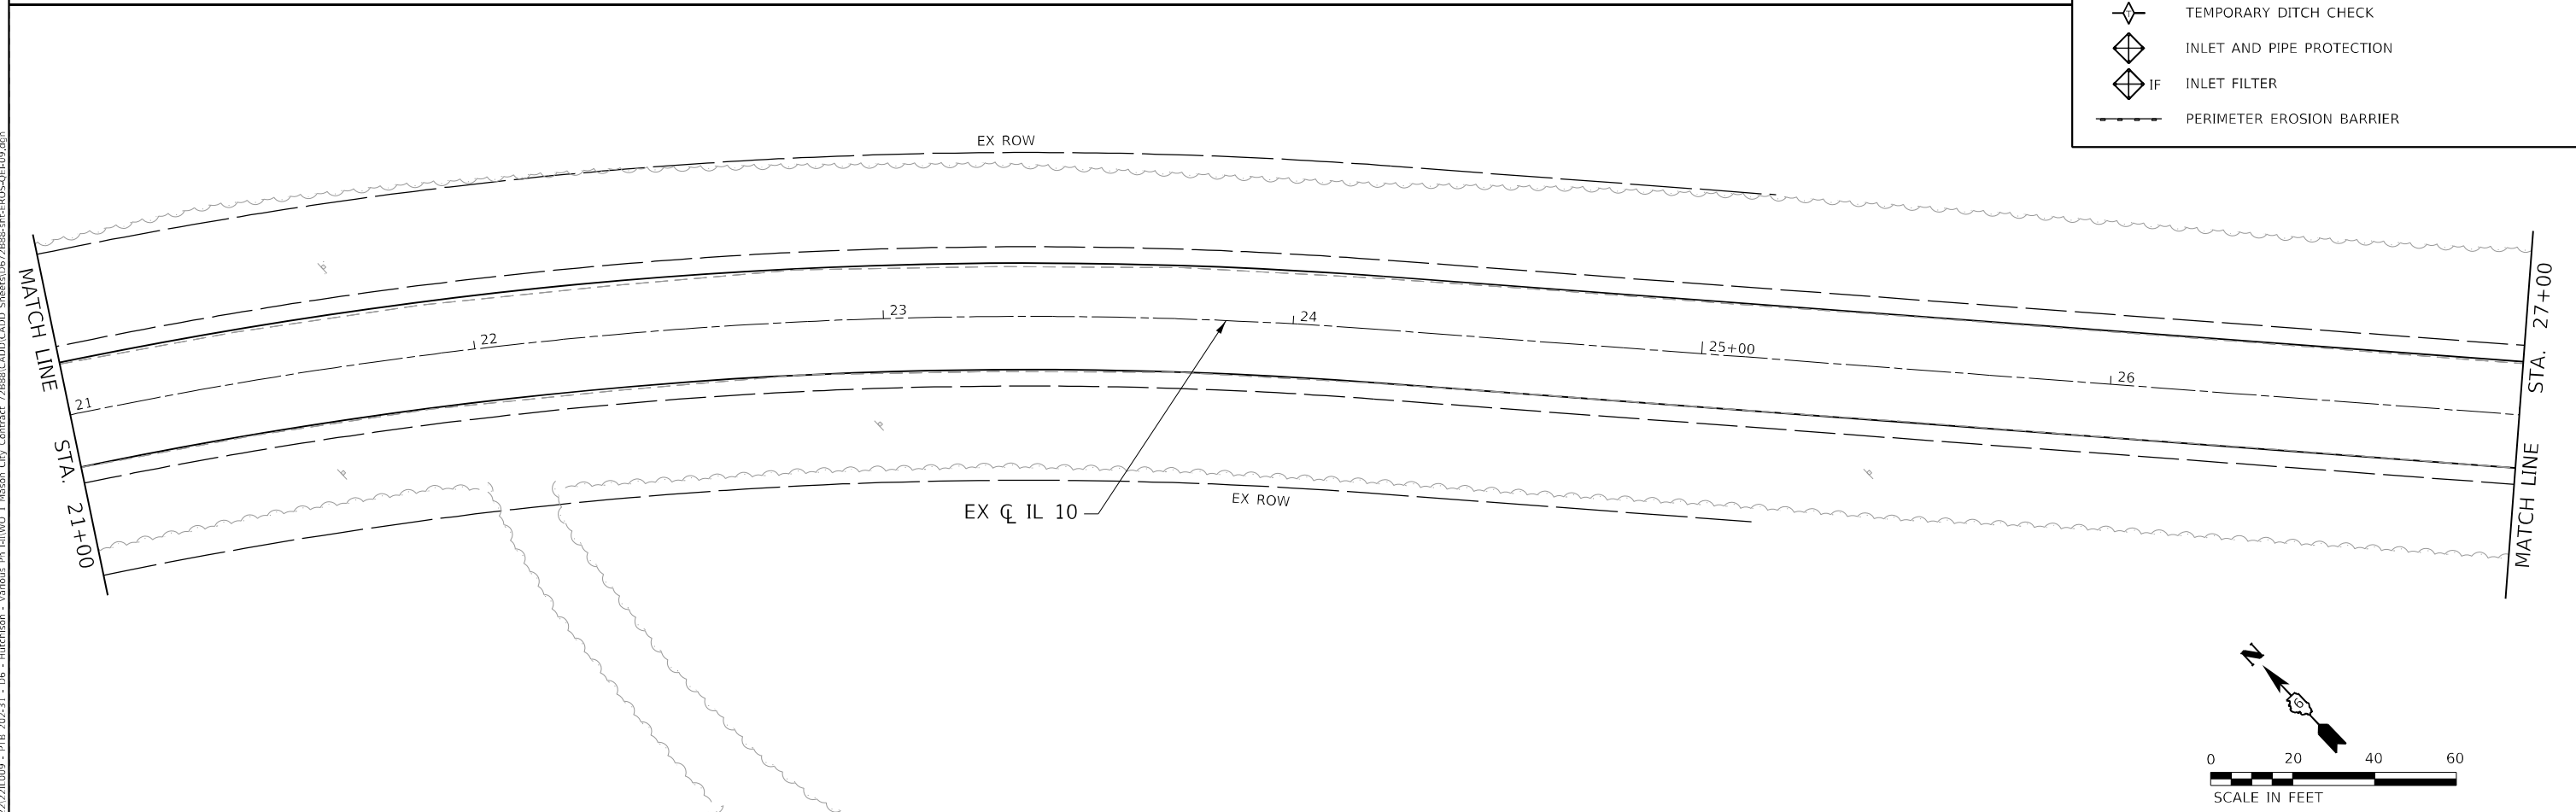 TEMPORARY DITCH CHECK
INLET AND PIPE PROTECTION
IF INLET FILTER
PERIMETER EROSION BARRIER
EX ROW
MATCH LINE STA. 21+00
21
22
23
24
25+00
26
EX ℄ IL 10
EX ROW
MATCH LINE STA. 27+00
N
6
0 20 40 60
SCALE IN FEET